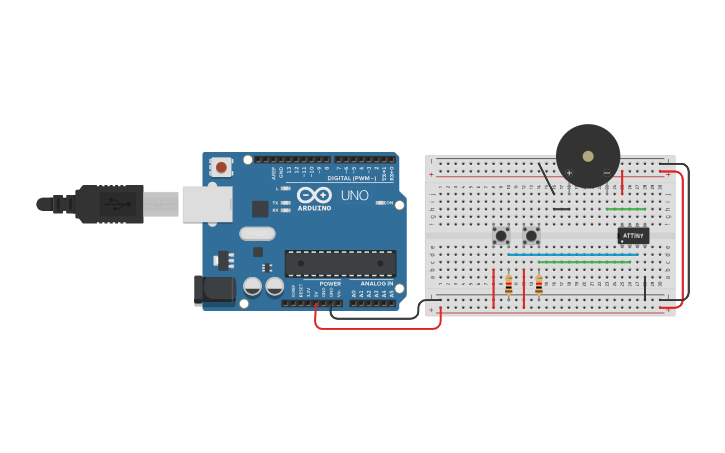 AREF
GND
13
12
~11
~10
~9
8
7
~6
~5
4
~3
2
TX→1
RX←0
DIGITAL (PWM~)
L
TX
RX
ARDUINO
UNO
ON
POWER
ANALOG IN
IOREF
RESET
3.3V
5V
GND
GND
Vin
A0
A1
A2
A3
A4
A5
ATTINY